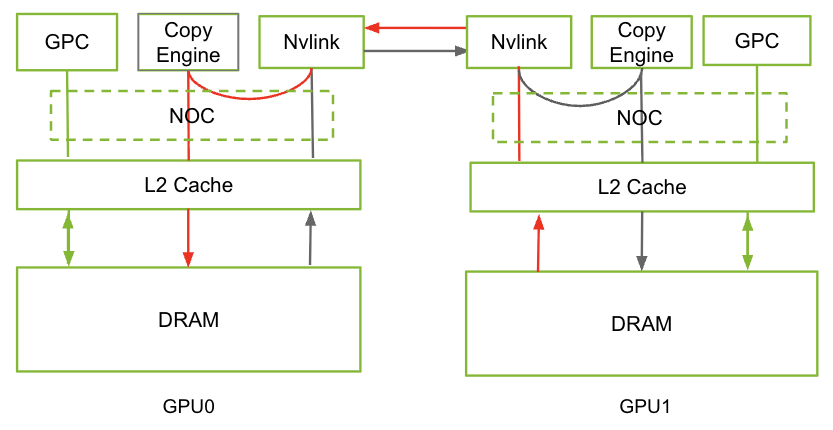 GPC
Copy
Engine
Nvlink
NOC
L2 Cache
DRAM
GPU0
Nvlink
Copy
Engine
GPC
NOC
L2 Cache
DRAM
GPU1